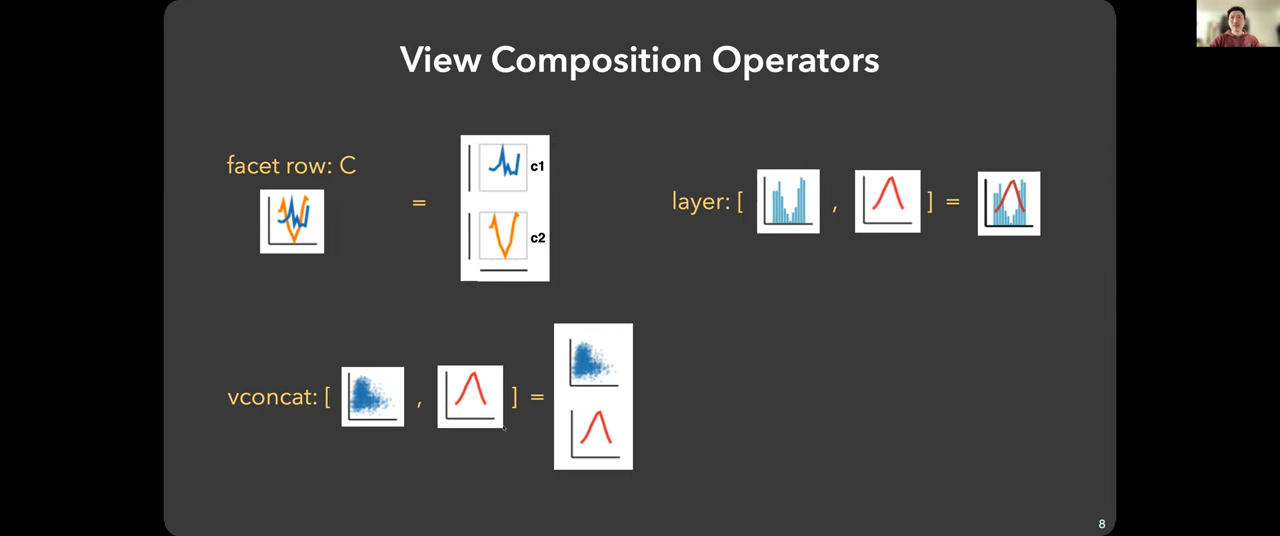 View Composition Operators
facet row: C
=
c1
c2
layer: [ , ] =
vconcat: [ , ] =
8